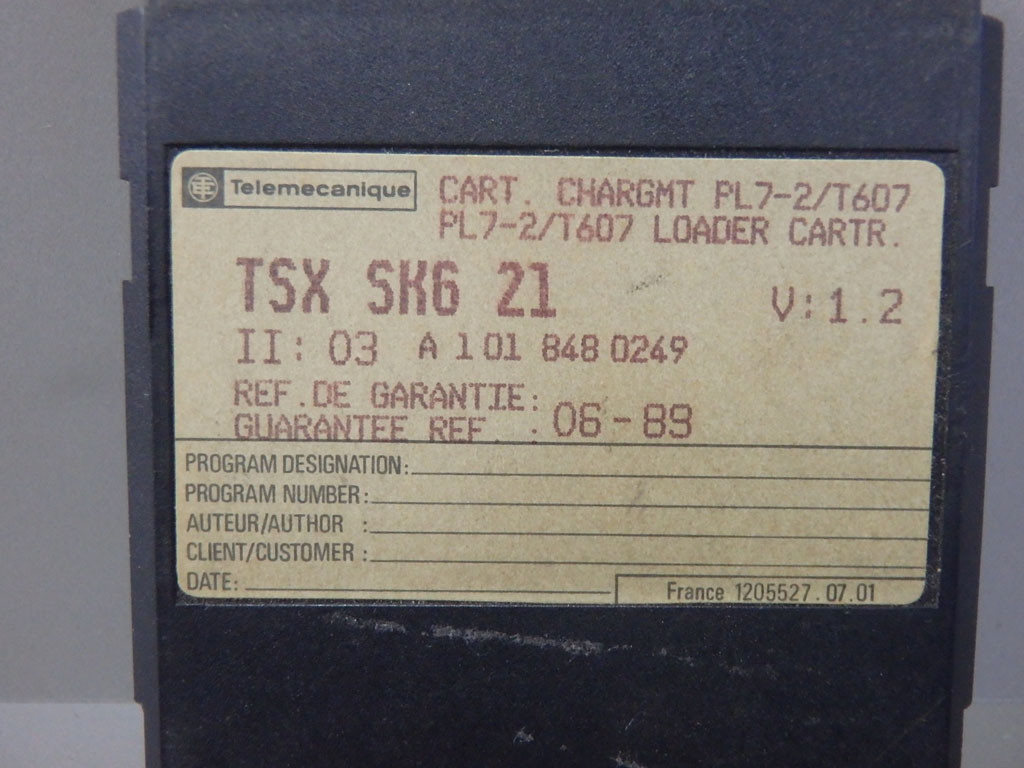 Telemecanique
CART. CHARGMT PL7-2/T607
PL7-2/T607 LOADER CARTR.
TSX SK6 21
V:1.2
II: 03 A 1 01 848 0249
REF.DE GARANTIE:
GUARANTEE REF. : 06-89
PROGRAM DESIGNATION:
PROGRAM NUMBER:
AUTEUR/AUTHOR :
CLIENT/CUSTOMER :
DATE:
France 1205527.07.01